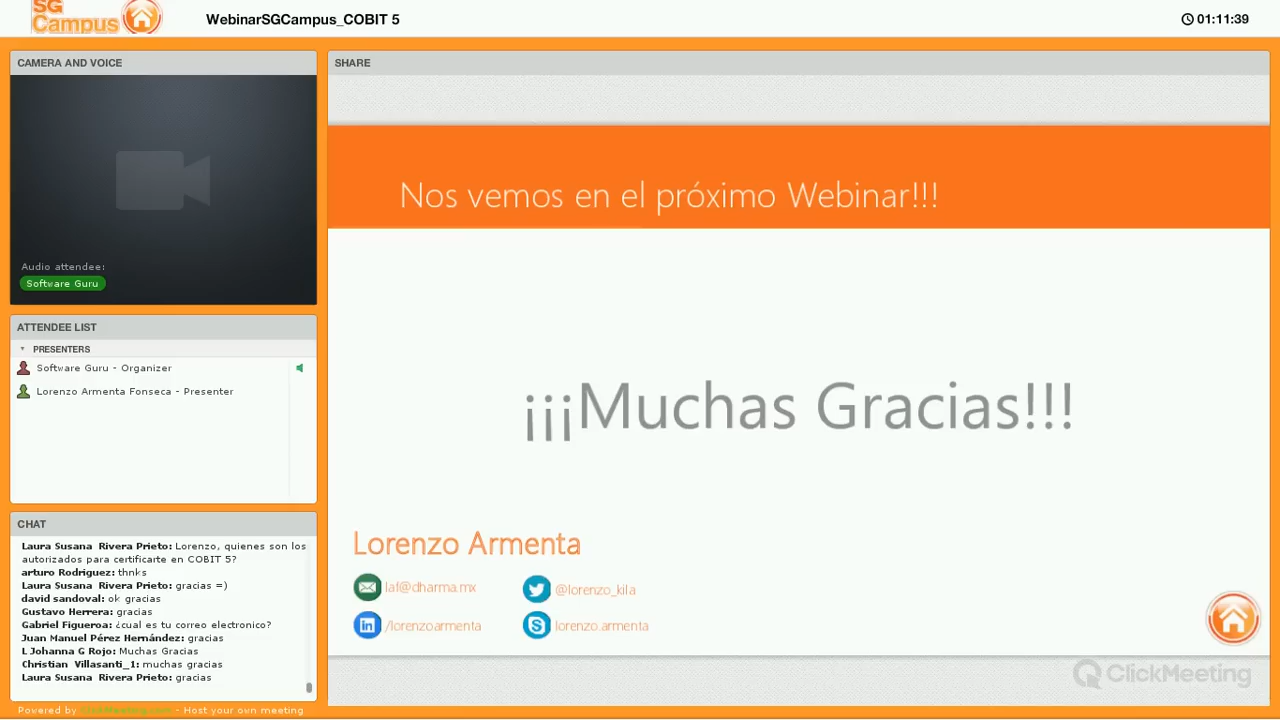 SG
Campus
WebinarSGCampus_COBIT 5
01:11:39
CAMERA AND VOICE
Audio attendee:
Software Guru
ATTENDEE LIST
PRESENTERS
Software Guru - Organizer
Lorenzo Armenta Fonseca - Presenter
CHAT
Laura Susana Rivera Prieto: Lorenzo, quienes son los
autorizados para certificarte en COBIT 5?
arturo Rodriguez: thnks
Laura Susana Rivera Prieto: gracias =)
david sandoval: ok gracias
Gustavo Herrera: gracias
Gabriel Figueroa: ¿cual es tu correo electronico?
Juan Manuel Pérez Hernández: gracias
L Johanna G Rojo: Muchas Gracias
Christian Villasanti_1: muchas gracias
Laura Susana Rivera Prieto: gracias
Powered by ClickMeeting.com - Host your own meeting
SHARE
Nos vemos en el próximo Webinar!!!
¡¡¡Muchas Gracias!!!
Lorenzo Armenta
laf@dharma.mx
@lorenzo_kila
/lorenzoarmenta
lorenzo.armenta
ClickMeeting